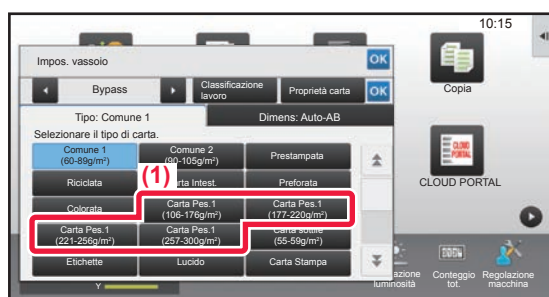 10:15
Impos. vassoio
OK
Bypass
Classificazione
lavoro
Proprietà carta
OK
Copia
Tipo: Comune 1
Dimens: Auto-AB
Selezionare il tipo di carta.
Comune 1
(60-89g/m²)
Comune 2
(90-105g/m²)
Prestampata
Riciclata
(1)
Carta Intest.
Preforata
CLOUD
PORTAL
CLOUD PORTAL
Colorata
Carta Pes.1
(106-176g/m²)
Carta Pes.1
(177-220g/m²)
Carta Pes.1
(221-256g/m²)
Carta Pes.1
(257-300g/m²)
Carta sottile
(55-59g/m²)
Etichette
Lucido
Carta Stampa
Conteggio
tot.
Regolazione
macchina
luminosità
Y